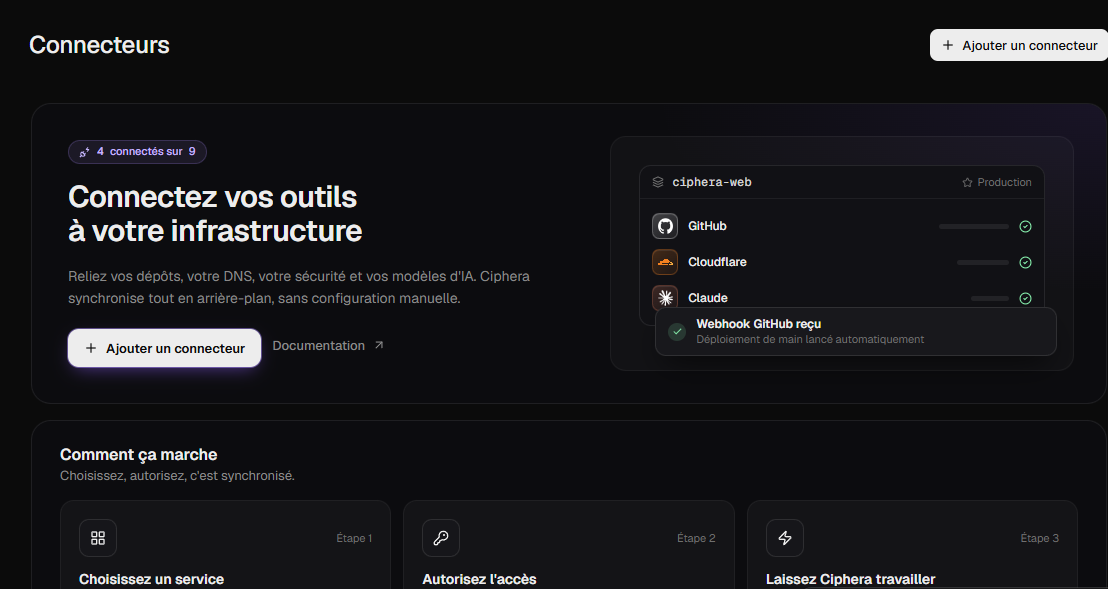 Connecteurs
Ajouter un connecteur
4 connectés sur 9
Connectez vos outils
à votre infrastructure
Reliez vos dépôts, votre DNS, votre sécurité et vos modèles d'IA. Ciphera
synchronise tout en arrière-plan, sans configuration manuelle.
Ajouter un connecteur
Documentation
ciphera-web
Production
GitHub
Cloudflare
Claude
Webhook GitHub reçu
Déploiement de main lancé automatiquement
Comment ça marche
Choisissez, autorisez, c'est synchronisé.
Étape 1
Choisissez un service
Étape 2
Autorisez l'accès
Étape 3
Laissez Ciphera travailler